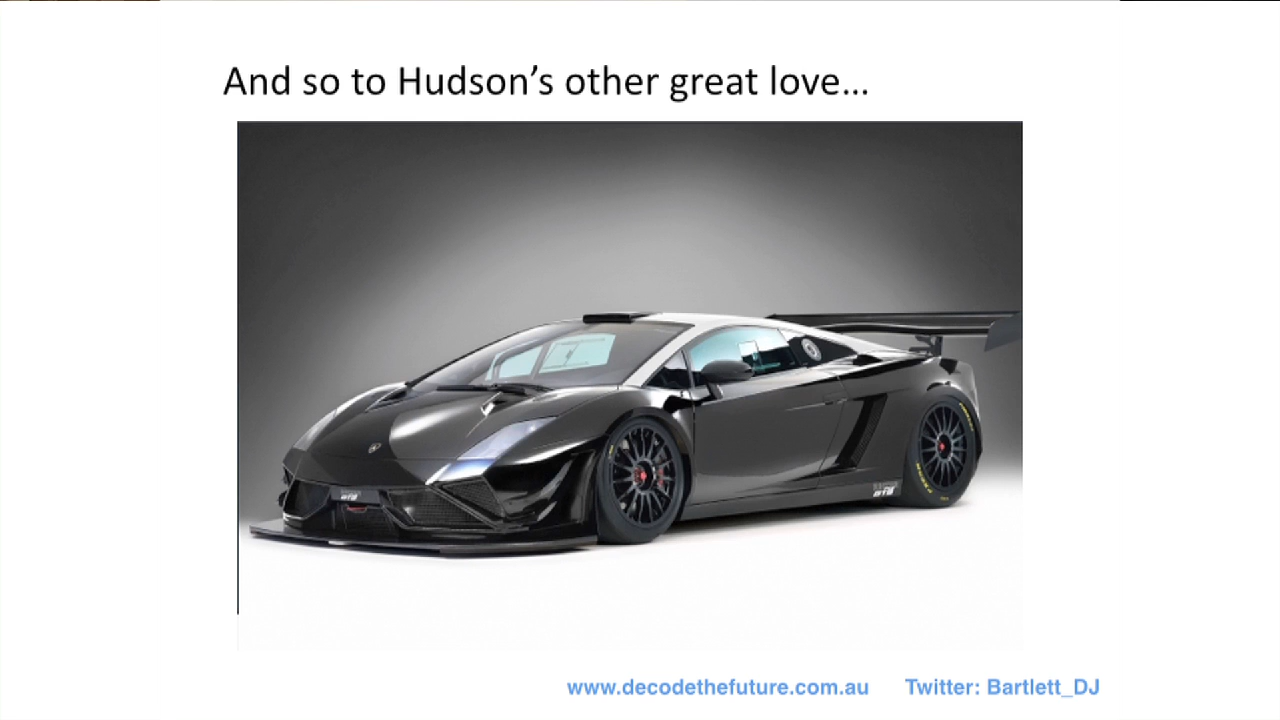 And so to Hudson’s other great love…
www.decodethefuture.com.au Twitter: Bartlett_DJ